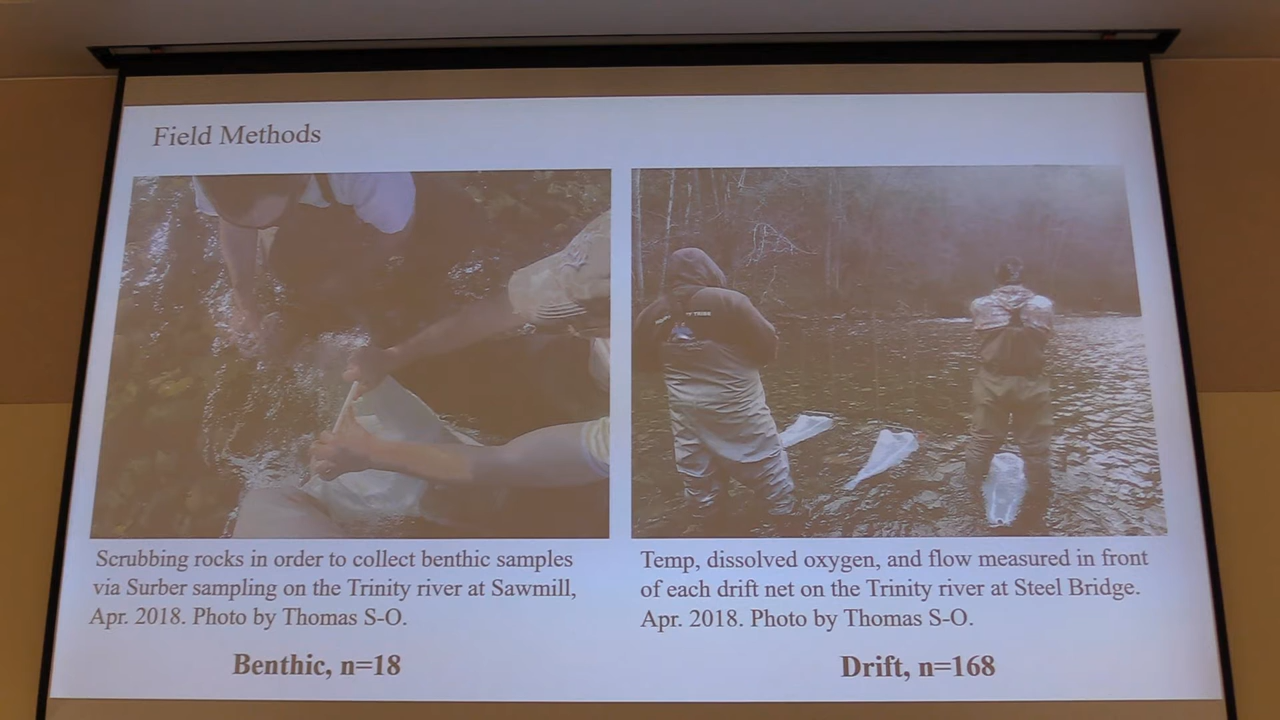 Field Methods
TRIBE
Scrubbing rocks in order to collect benthic samples
via Surber sampling on the Trinity river at Sawmill,
Apr. 2018. Photo by Thomas S-O.
Benthic, n=18
Temp, dissolved oxygen, and flow measured in front
of each drift net on the Trinity river at Steel Bridge.
Apr. 2018. Photo by Thomas S-O.
Drift, n=168